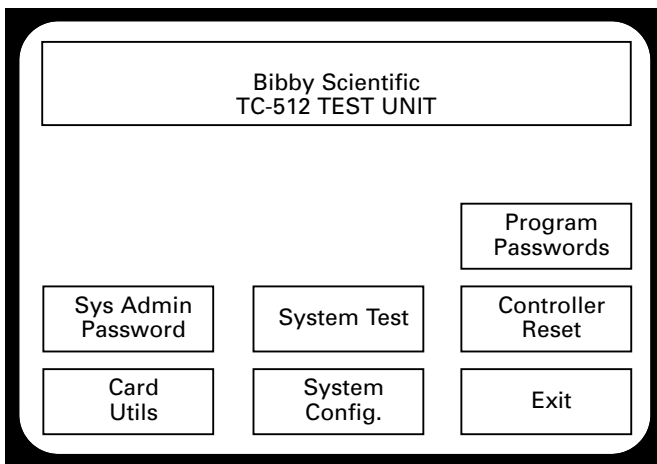 Bibby Scientific
TC-512 TEST UNIT
Program
Passwords
Sys Admin
Password
System Test
Controller
Reset
Card
Utils
System
Config.
Exit